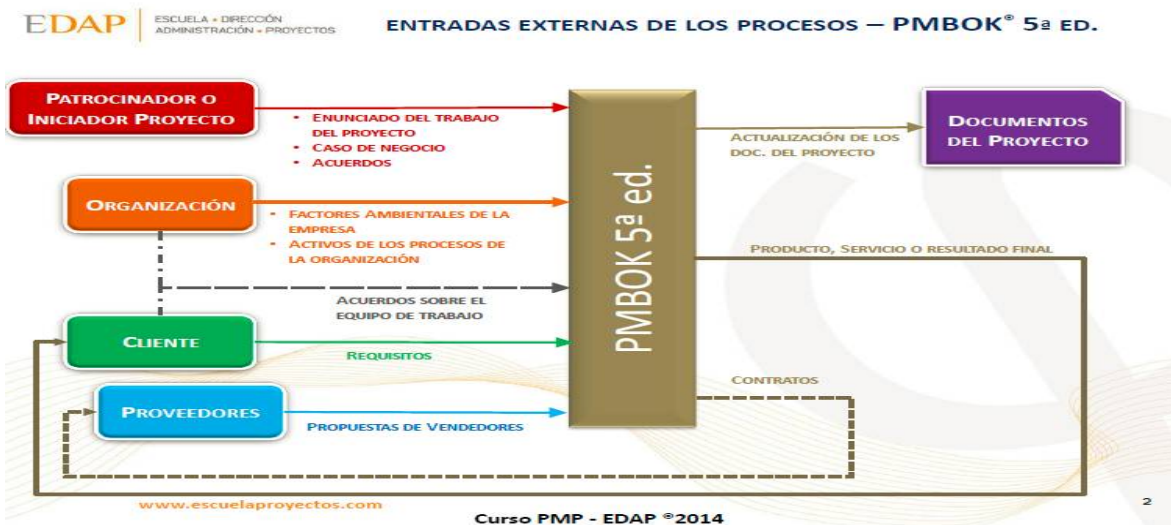 EDAP
ESCUELA • DIRECCIÓN
ADMINISTRACIÓN • PROYECTOS
ENTRADAS EXTERNAS DE LOS PROCESOS – PMBOK® 5ª ED.
PATROCINADOR O
INICIADOR PROYECTO
• ENUNCIADO DEL TRABAJO
DEL PROYECTO
• CASO DE NEGOCIO
• ACUERDOS
ORGANIZACIÓN
• FACTORES AMBIENTALES DE LA
EMPRESA
• ACTIVOS DE LOS PROCESOS DE
LA ORGANIZACIÓN
ACUERDOS SOBRE EL
EQUIPO DE TRABAJO
CLIENTE
REQUISITOS
PROVEEDORES
PROPUESTAS DE VENDEDORES
PMBOK 5ª ed.
ACTUALIZACIÓN DE LOS
DOC. DEL PROYECTO
DOCUMENTOS
DEL PROYECTO
PRODUCTO, SERVICIO O RESULTADO FINAL
CONTRATOS
www.escuelaproyectos.com
2
Curso PMP - EDAP ©2014